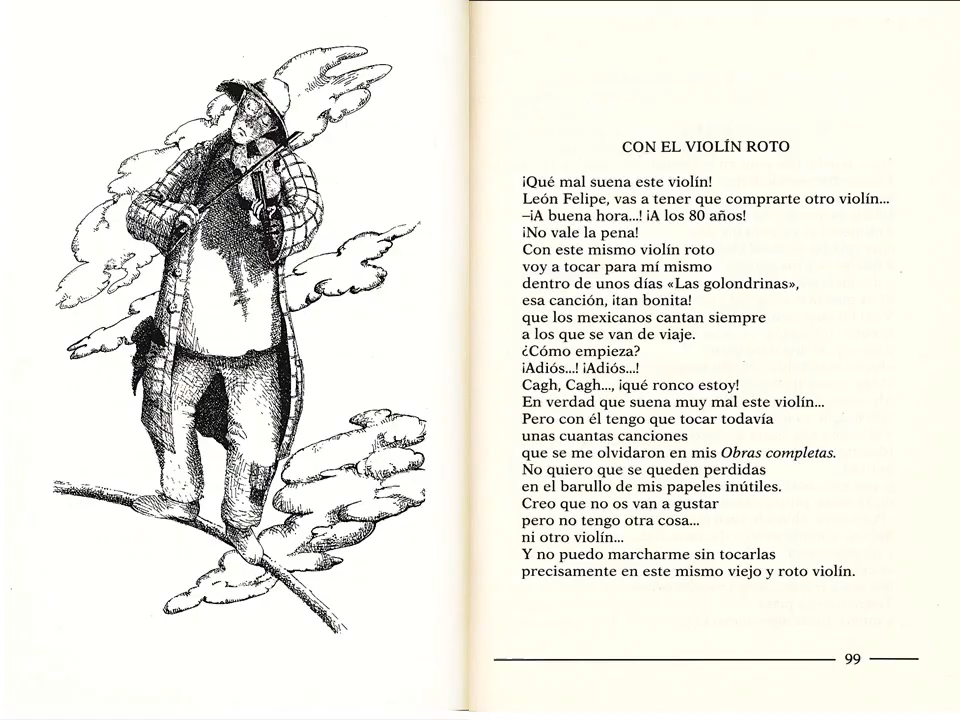 CON EL VIOLÍN ROTO
¡Qué mal suena este violín!
León Felipe, vas a tener que comprarte otro violín...
–¡A buena hora...! ¡A los 80 años!
¡No vale la pena!
Con este mismo violín roto
voy a tocar para mí mismo
dentro de unos días «Las golondrinas»,
esa canción, ¡tan bonita!
que los mexicanos cantan siempre
a los que se van de viaje.
¿Cómo empieza?
¡Adiós...! ¡Adiós...!
Cagh, Cagh..., ¡qué ronco estoy!
En verdad que suena muy mal este violín...
Pero con él tengo que tocar todavía
unas cuantas canciones
que se me olvidaron en mis Obras completas.
No quiero que se queden perdidas
en el barullo de mis papeles inútiles.
Creo que no os van a gustar
pero no tengo otra cosa...
ni otro violín...
Y no puedo marcharme sin tocarlas
precisamente en este mismo viejo y roto violín.
99